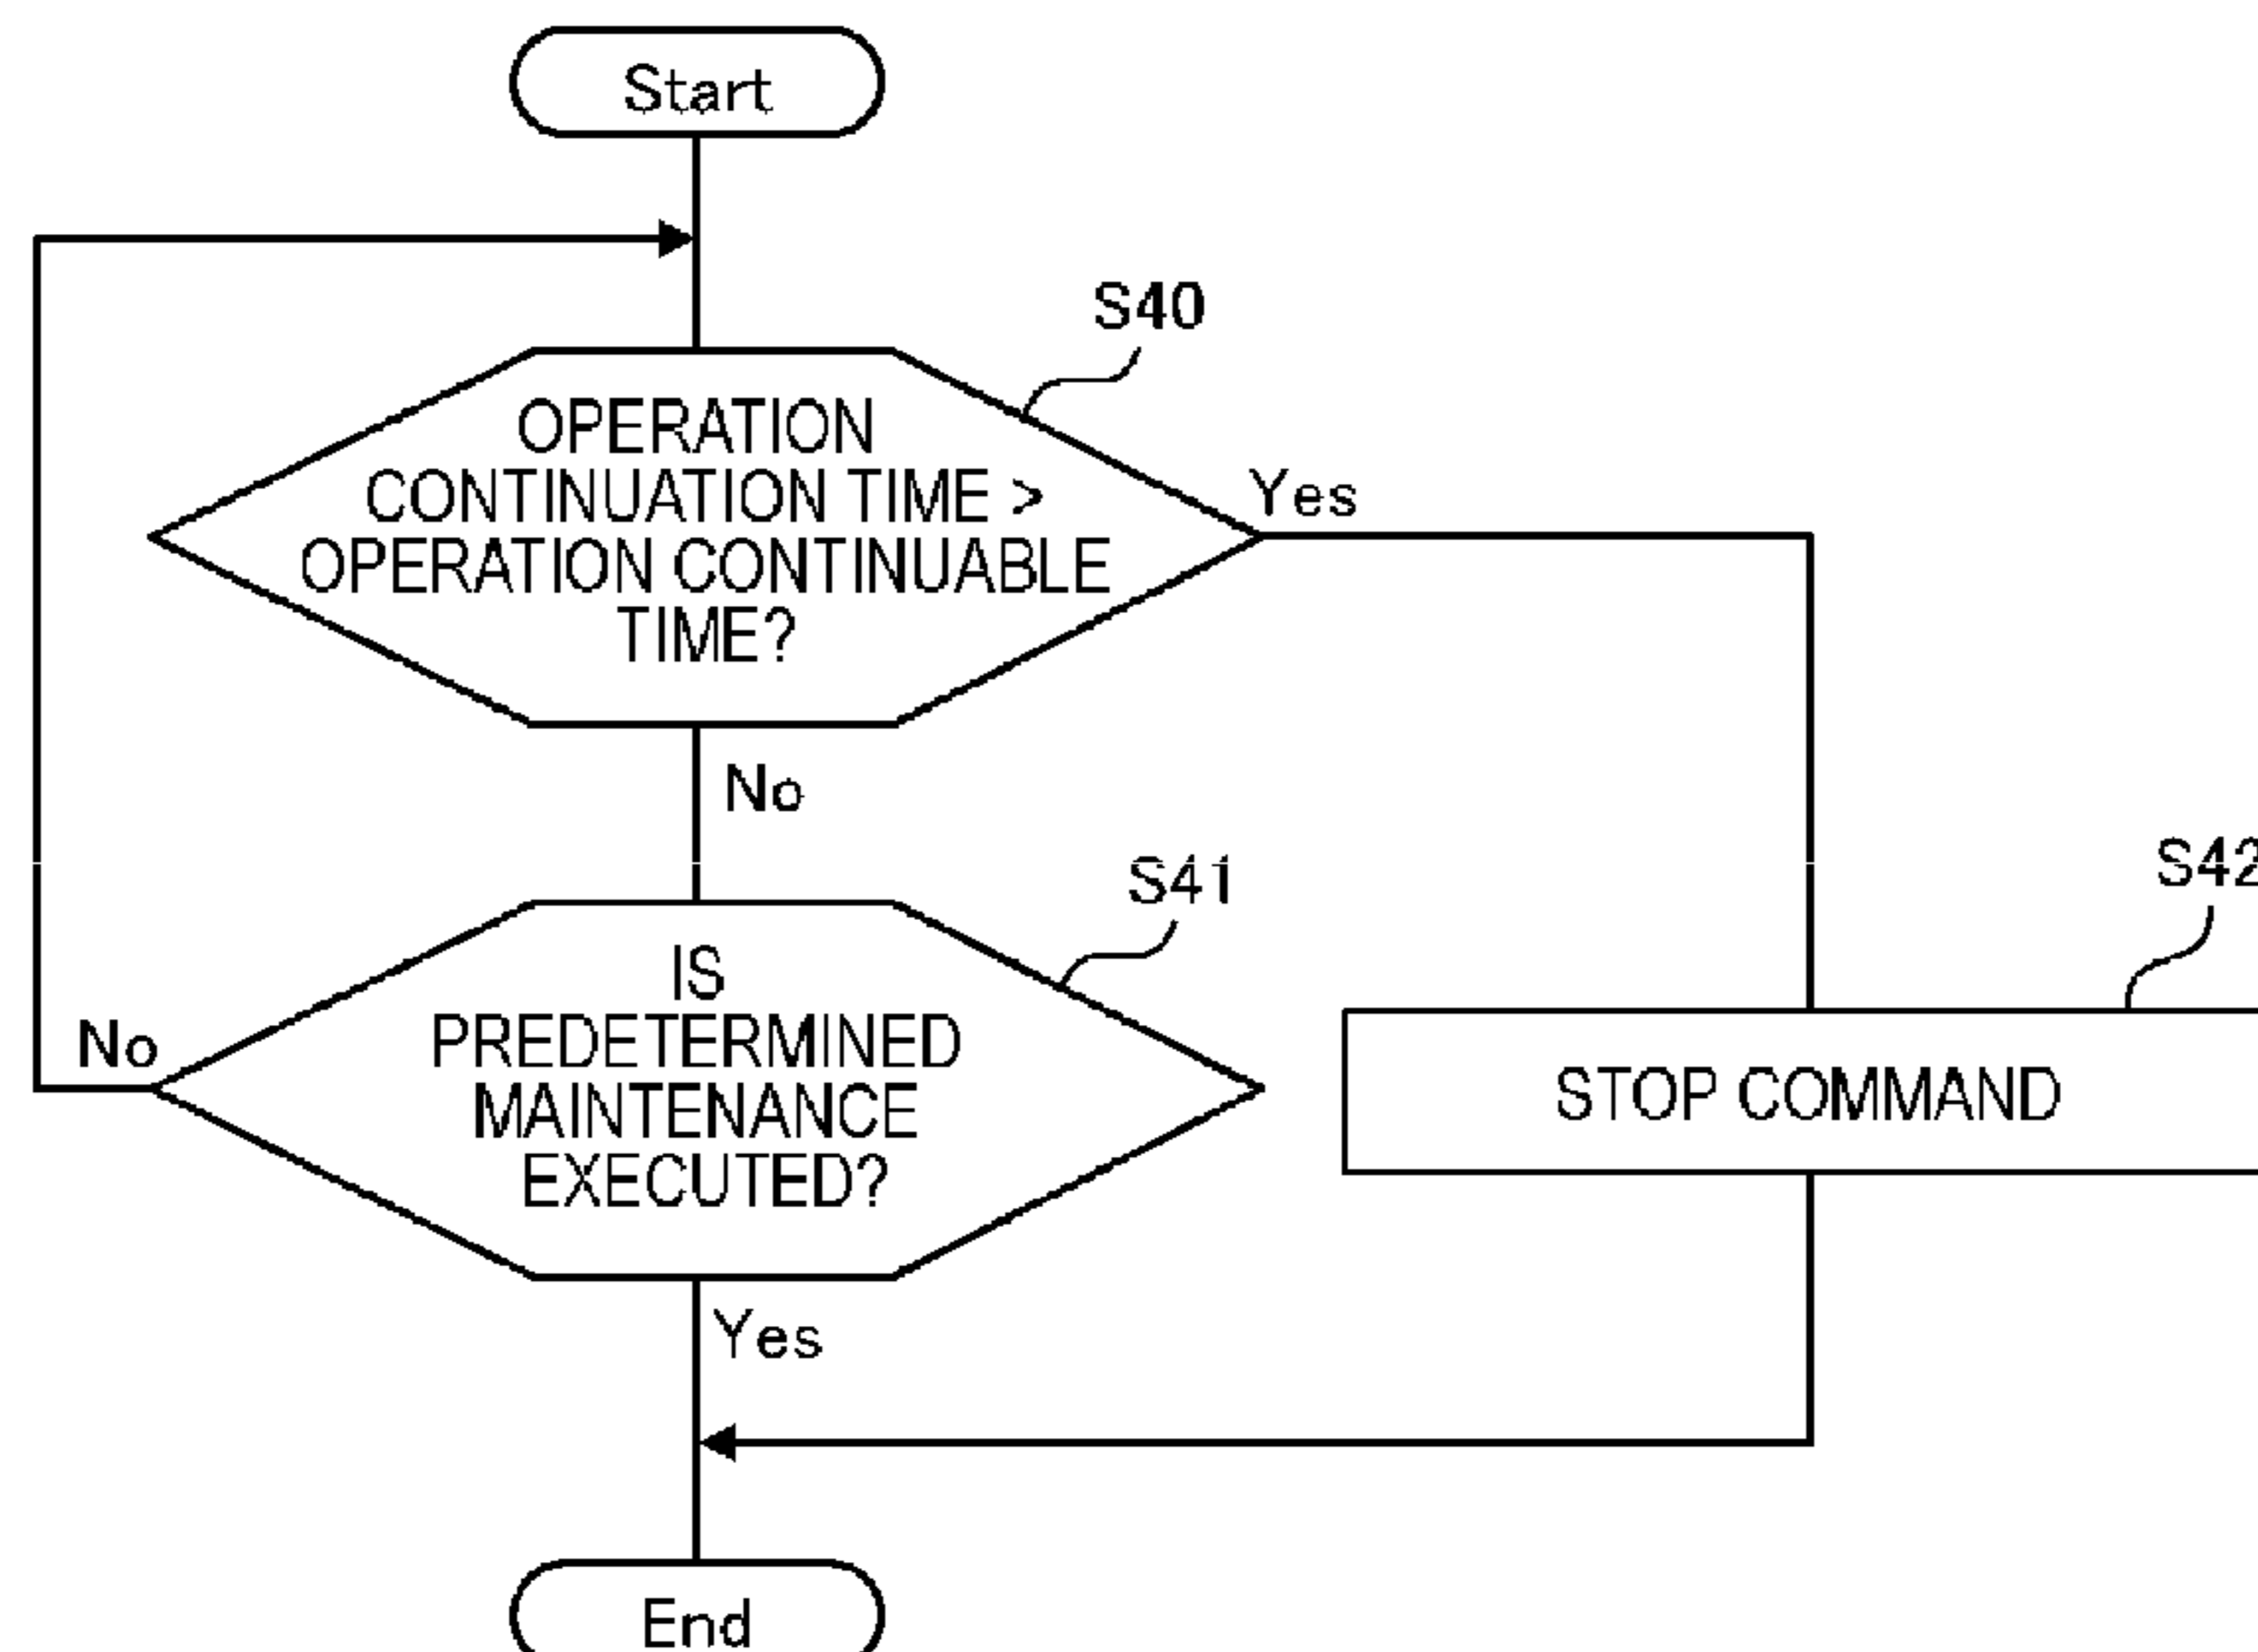 Start
S40
OPERATION
CONTINUATION TIME >
OPERATION CONTINUABLE
TIME?
Yes
No
S41
S42
IS
PREDETERMINED
MAINTENANCE
EXECUTED?
No
STOP COMMAND
Yes
End